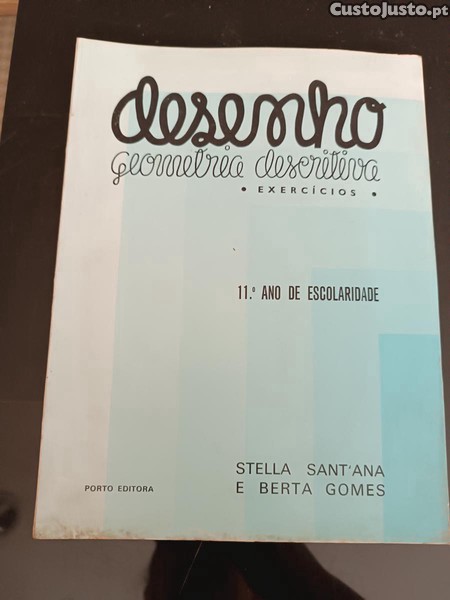 CustoJusto.pt
desenho
geometria descritiva
• EXERCÍCIOS •
11.º ANO DE ESCOLARIDADE
STELLA SANT'ANA
E BERTA GOMES
PORTO EDITORA